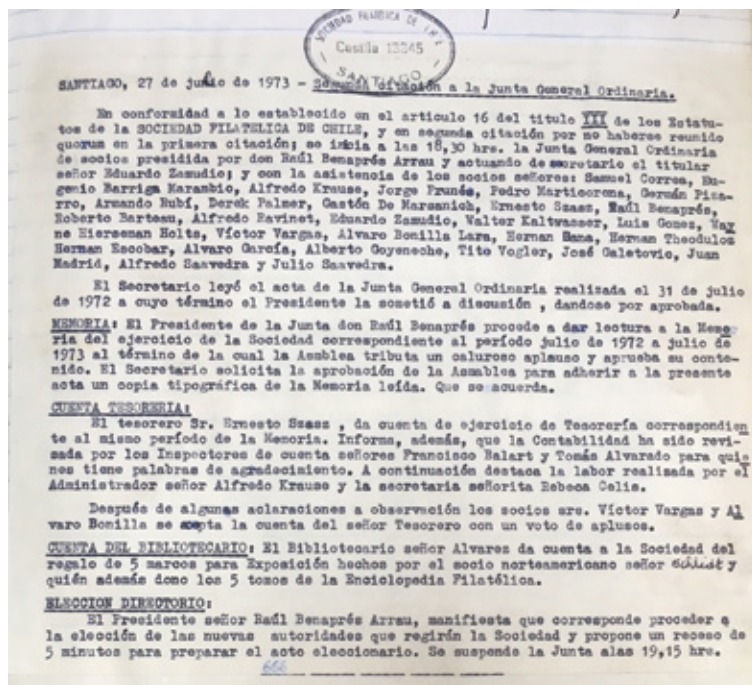 SOCIEDAD FILATELICA DE CHILE
Casilla 13245
SANTIAGO
SANTIAGO, 27 de julio de 1973 - Segunda citación a la Junta General Ordinaria.
En conformidad a lo establecido en el artículo 16 del título III de los Estatu-
tos de la SOCIEDAD FILATELICA DE CHILE, y en segunda citación por no haberse reunido
quorum en la primera citación; se inicia a las 18,30 hrs. la Junta General Ordinaria
de socios presidida por don Raúl Benaprés Arrau y actuando de secretario el titular
señor Eduardo Zamudio; y con la asistencia de los socios señores: Samuel Correa, Eu-
genio Barriga Karambio, Alfredo Krause, Jorge Prunés, Pedro Marticorena, Germán Piza-
rro, Armando Rubí, Derek Palmer, Gastón De Marsanich, Ernesto Szasz, Raúl Benaprés,
Roberto Barteau, Alfredo Ravinet, Eduardo Zamudio, Walter Kaltwasser, Luis Gomez, Way
ne Hierseman Holts, Víctor Vargas, Alvaro Bonilla Lara, Hernan Theodulos
Herman Escobar, Alvaro García, Alberto Goyeneche, Tito Vogler, José Galetovic, Juan
Madrid, Alfredo Saavedra y Julio Saavedra.
El Secretario leyó el acta de la Junta General Ordinaria realizada el 31 de julio
de 1972 a cuyo término el Presidente la sometió a discusión , dandose por aprobada.
MEMORIA: El Presidente de la Junta don Raúl Benaprés procede a dar lectura a la Memo
ria del ejercicio de la Sociedad correspondiente al período julio de 1972 a julio de
1973 al término de la cual la Asmblea tributa un caluroso aplauso y aprueba su conte-
nido. El Secretario solicita la aprobación de la Asmablea para adherir a la presente
acta un copia tipográfica de la Memoria leída. Que se acuerda.
CUENTA TESORERIA:
El tesorero Sr. Ernesto Szasz , da cuenta de ejercicio de Tesorería correspondien
te al mismo período de la Memoria. Informa, además, que la Contabilidad ha sido revi-
sada por los Inspectores de cuenta señores Francisco Balart y Tomás Alvarado para quie
nes tiene palabras de agradecimiento. A continuación destaca la labor realizada por el
Administrador señor Alfredo Krause y la secretaria señorita Rebeca Celis.
Después de algunas aclaraciones a observación los socios srs. Víctor Vargas y Al
varo Bonilla se acepta la cuenta del señor Tesorero con un voto de aplusos.
CUENTA DEL BIBLIOTECARIO: El Bibliotecario señor Alvarez da cuenta a la Sociedad del
regalo de 5 marcos para Exposición hechos por el socio norteamericano señor y
quién además dono los 5 tomos de la Enciclopedia Filatélica.
ELECCION DIRECTORIO:
El Presidente señor Raúl Benaprés Arrau, manifiesta que corresponde proceder a
la elección de las nuevas autoridades que regirán la Sociedad y propone un receso de
5 minutos para preparar el acto eleccionario. Se suspende la Junta alas 19,15 hrs.
666